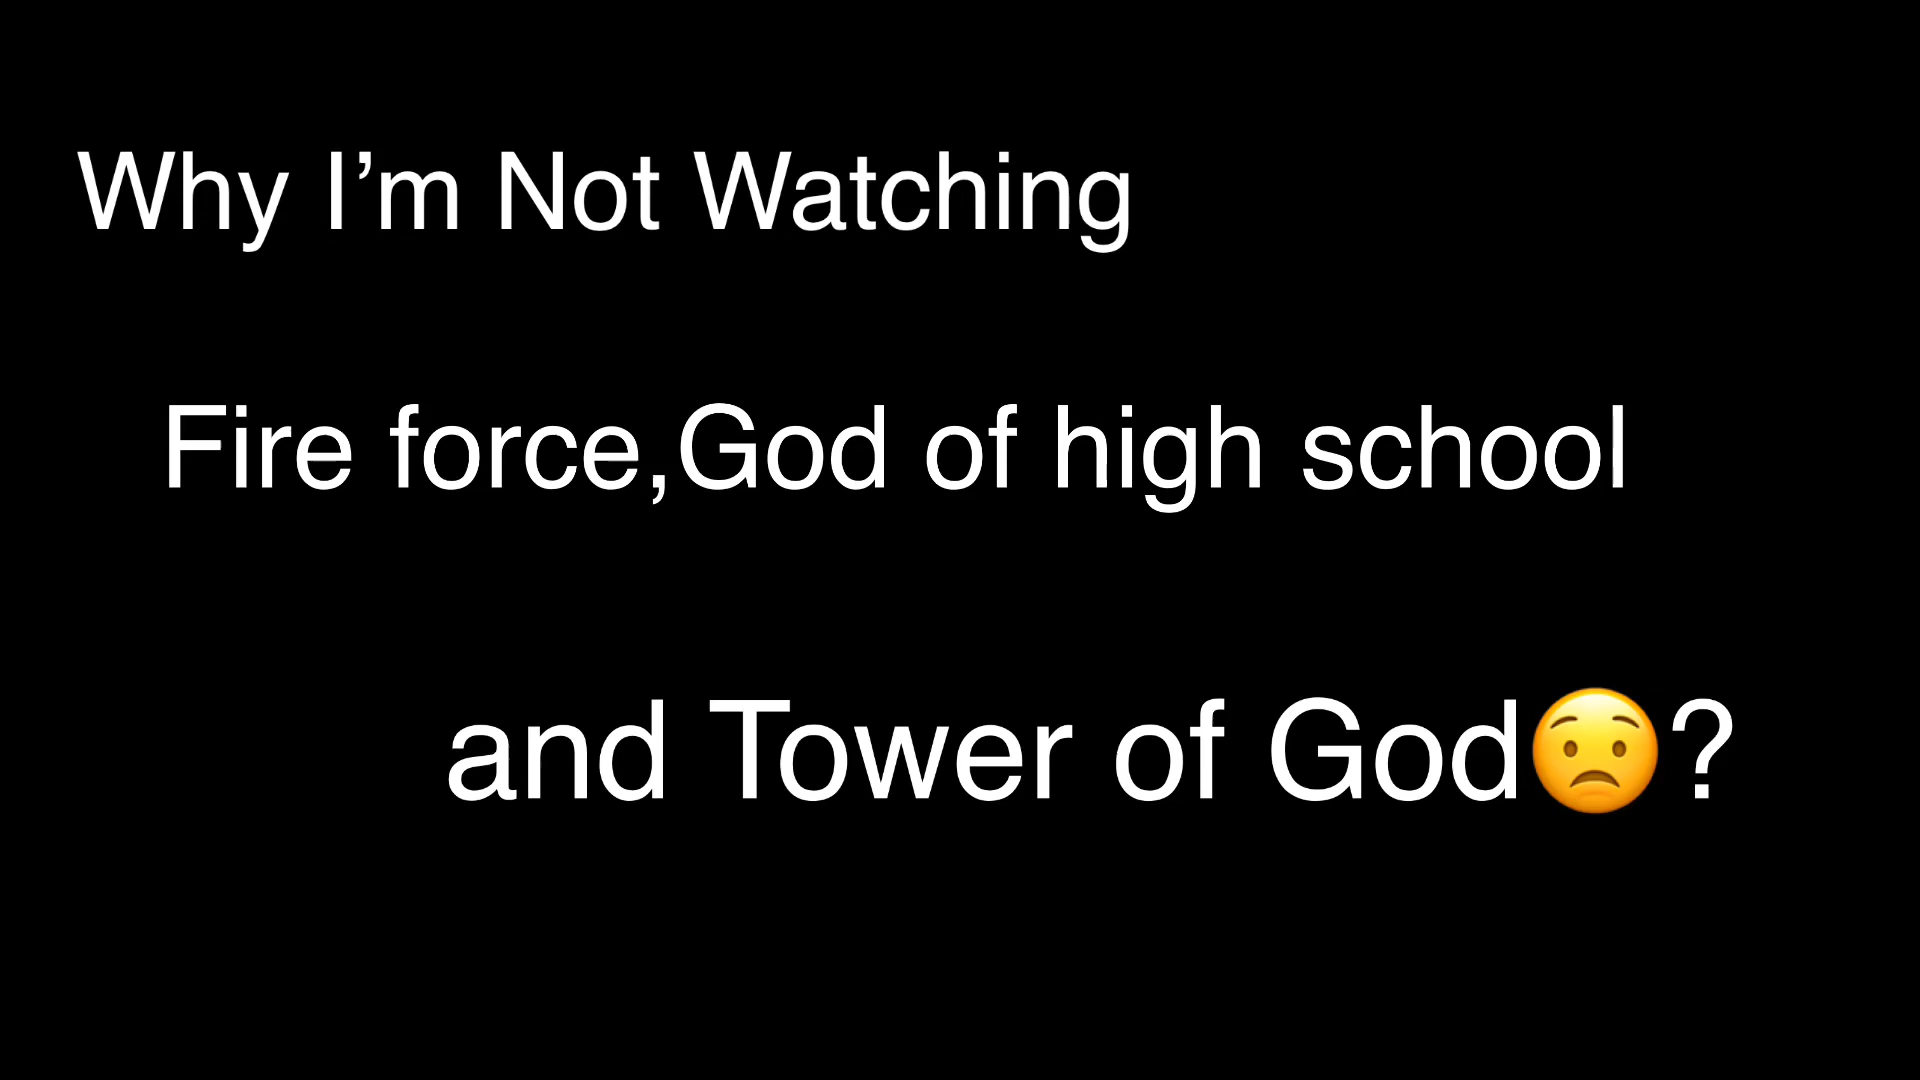 Why I’m Not Watching
Fire force,God of high school
and Tower of God😟?